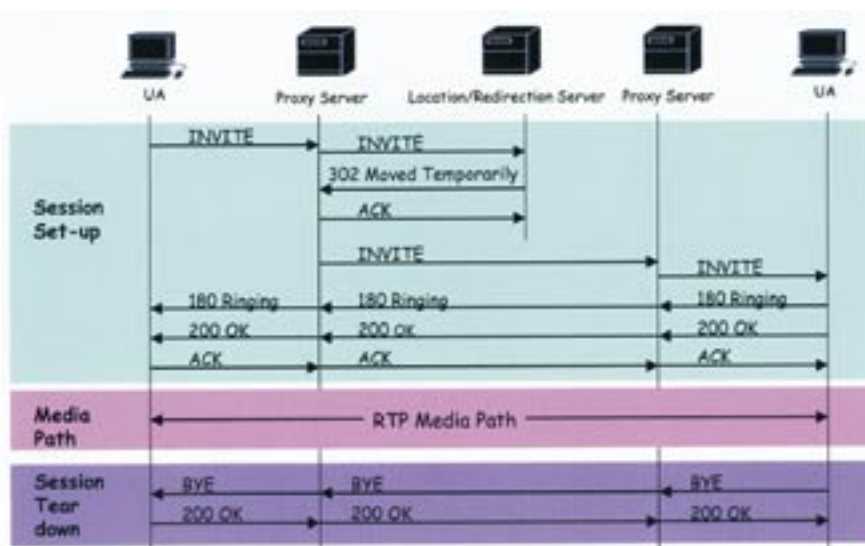 UA Proxy Server Location/Redirection Server Proxy Server UA
INVITE
INVITE
302 Moved Temporarily
Session
Set-up
ACK
INVITE
INVITE
180 Ringing 180 Ringing 180 Ringing
200 OK 200 OK 200 OK
ACK ACK ACK
Media
Path
RTP Media Path
Session
Tear
down
BYE BYE BYE
200 OK 200 OK 200 OK